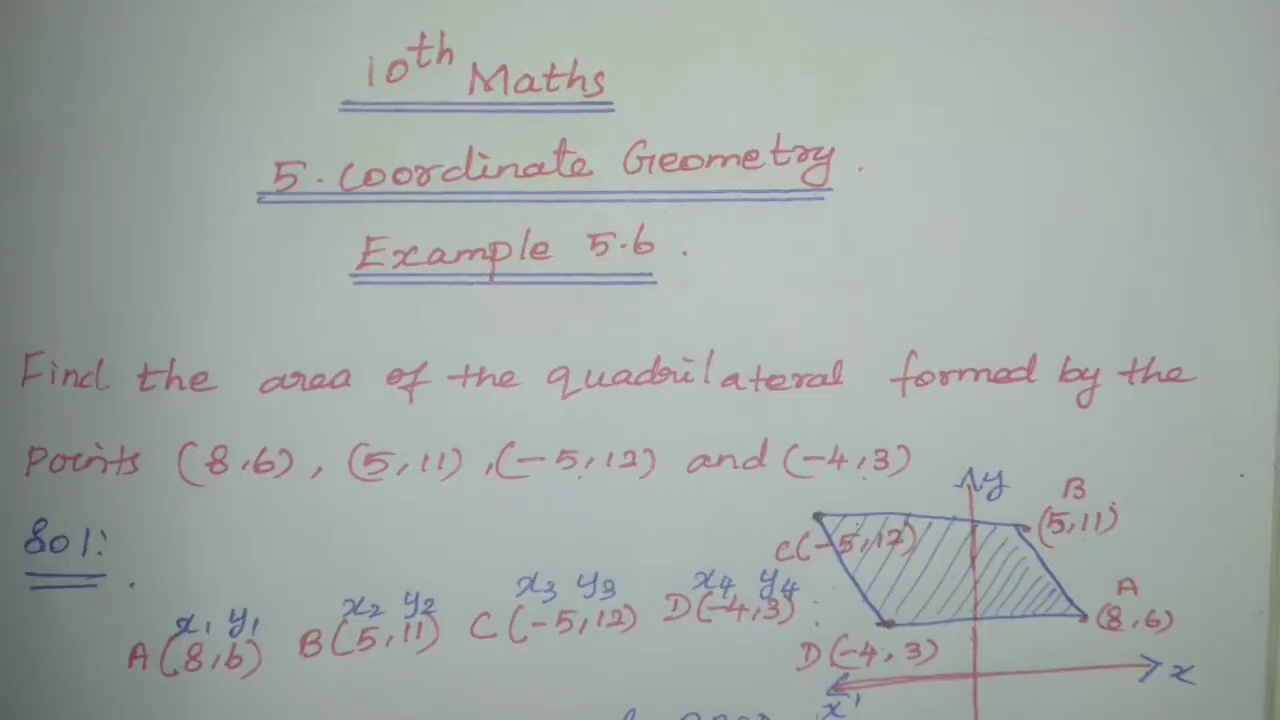 10th Maths
5. Coordinate Geometry.
Example 5.6.
Find the area of the quadrilateral formed by the
points (8,6), (5,11), (-5,12) and (-4,3)
Sol:
x1 y1 x2 y2 x3 y3 x4 y4
A(8,6) B(5,11) C(-5,12) D(-4,3)
y
B
(5,11)
C(-5,12)
A
(8,6)
D(-4,3)
x
x'